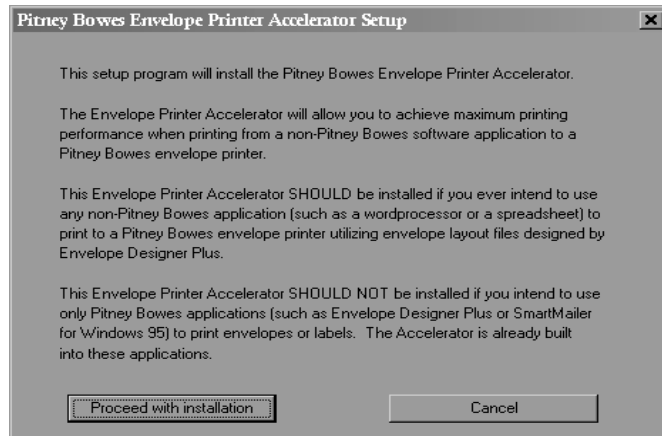 Pitney Bowes Envelope Printer Accelerator Setup
This setup program will install the Pitney Bowes Envelope Printer Accelerator.
The Envelope Printer Accelerator will allow you to achieve maximum printing
performance when printing from a non-Pitney Bowes software application to a
Pitney Bowes envelope printer.
This Envelope Printer Accelerator SHOULD be installed if you ever intend to use
any non-Pitney Bowes application (such as a wordprocessor or a spreadsheet) to
print to a Pitney Bowes envelope printer utilizing envelope layout files designed by
Envelope Designer Plus.
This Envelope Printer Accelerator SHOULD NOT be installed if you intend to use
only Pitney Bowes applications (such as Envelope Designer Plus or SmartMailer
for Windows 95) to print envelopes or labels. The Accelerator is already built
into these applications.
Proceed with installation
Cancel